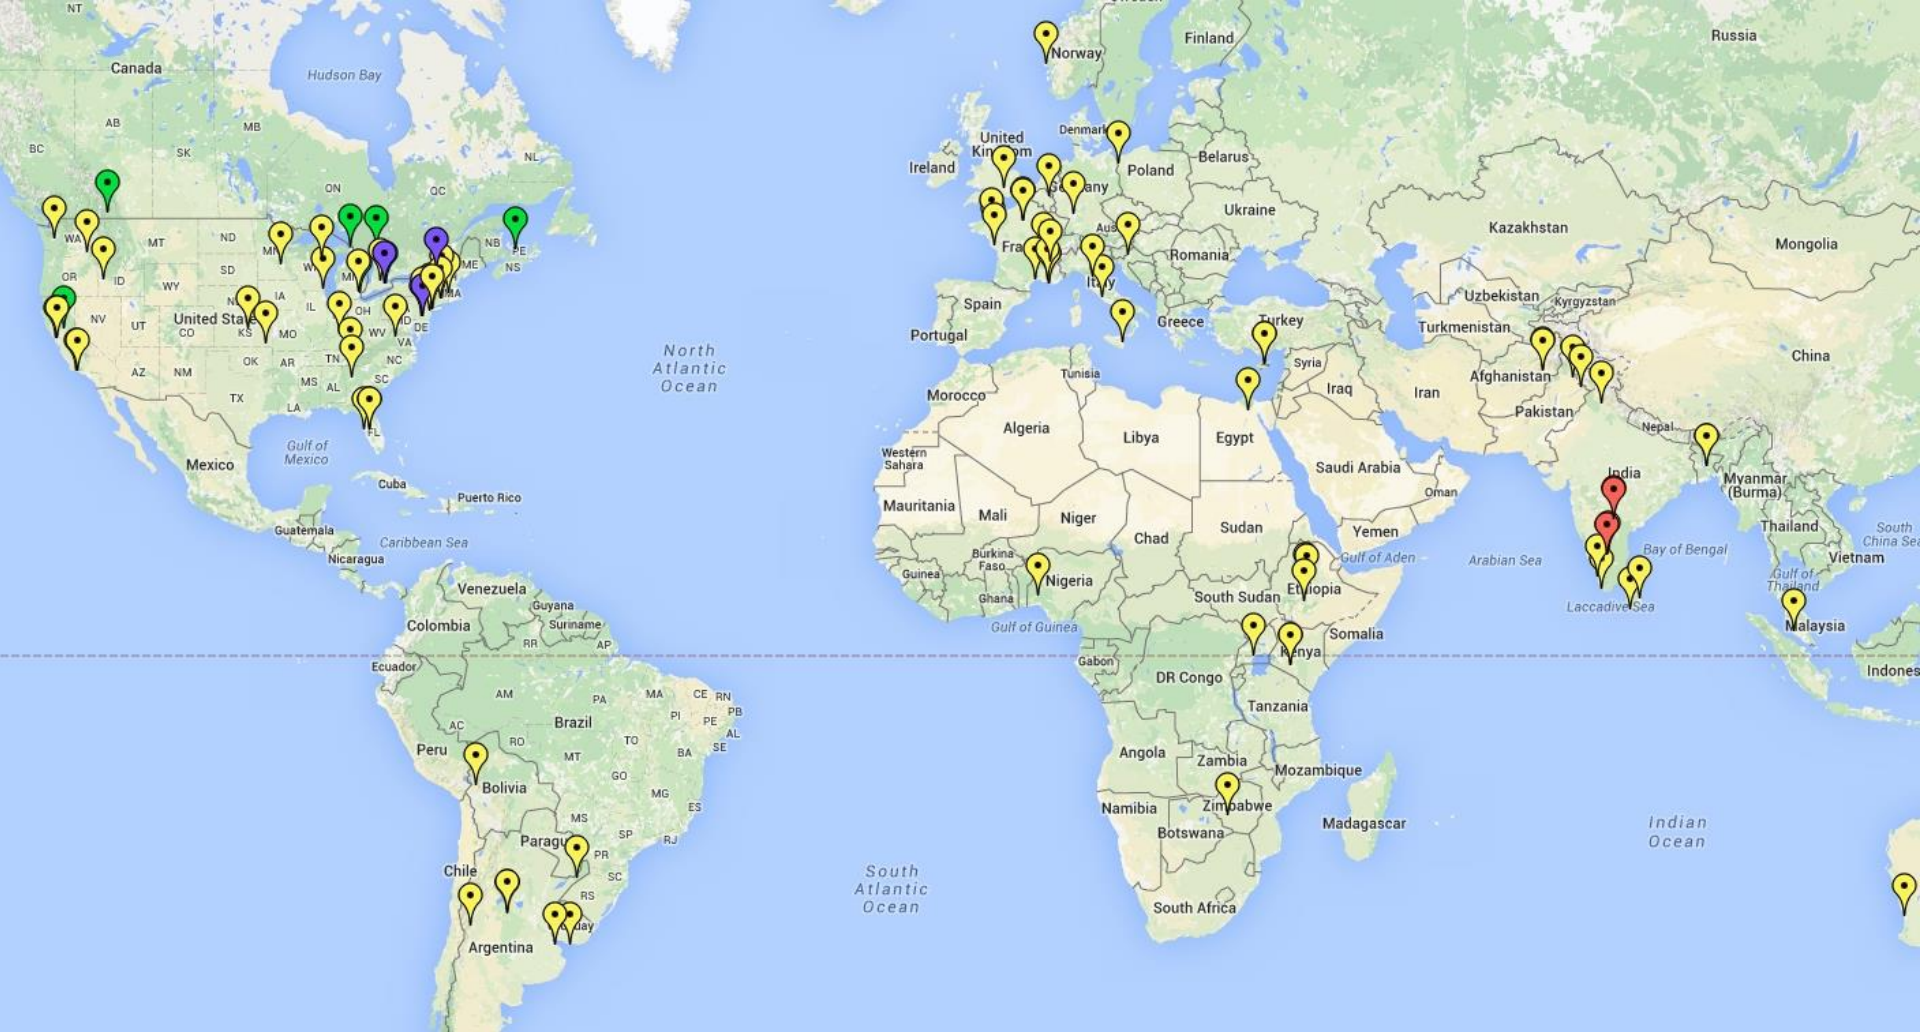 NT
Canada
Hudson Bay
AB
MB
BC
SK
NL
ON
QC
WA
MT
ND
NB
PE
ME
NS
OR
ID
SD
WY
IA
IL
OH
MA
NV
UT
CO
KS
MO
WV
VA
DE
OK
AR
TN
NC
AZ
NM
MS
AL
SC
TX
LA
FL
Gulf of
Mexico
Mexico
Cuba
Puerto Rico
Guatemala
Caribbean Sea
Nicaragua
Venezuela
Guyana
Suriname
Colombia
RR
AP
Ecuador
AM
PA
MA
CE
RN
PB
PI
PE
AC
Brazil
AL
Peru
RO
TO
SE
MT
BA
GO
Bolivia
MG
ES
MS
SP
RJ
PR
Chile
SC
RS
Argentina
North
Atlantic
Ocean
South
Atlantic
Ocean
Norway
Finland
Russia
Denmark
United
Ireland
Poland
Belarus
Ukraine
Romania
Kazakhstan
Mongolia
Spain
Portugal
Greece
Turkey
Uzbekistan
Kyrgyzstan
Turkmenistan
Tunisia
Syria
Iraq
Iran
Afghanistan
China
Morocco
Pakistan
Nepal
Algeria
Libya
Egypt
Western
Sahara
Saudi Arabia
Oman
India
Myanmar
(Burma)
Mauritania
Mali
Niger
Chad
Sudan
Yemen
Thailand
South
Burkina
Faso
Gulf of Aden
Arabian Sea
Bay of Bengal
Vietnam
Guinea
Nigeria
Ghana
South Sudan
Gulf of
Thailand
Gulf of Guinea
Somalia
Laccadive Sea
Malaysia
Gabon
Kenya
DR Congo
Tanzania
Angola
Zambia
Mozambique
Namibia
Zimbabwe
Botswana
Madagascar
South Africa
Indian
Ocean